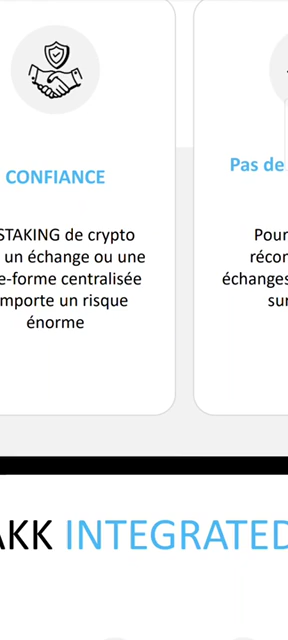 CONFIANCE
STAKING de crypto
un échange ou une
e-forme centralisée
mporte un risque
énorme
Pas de
Pour
récon
échanges
sur
AKK INTEGRATED